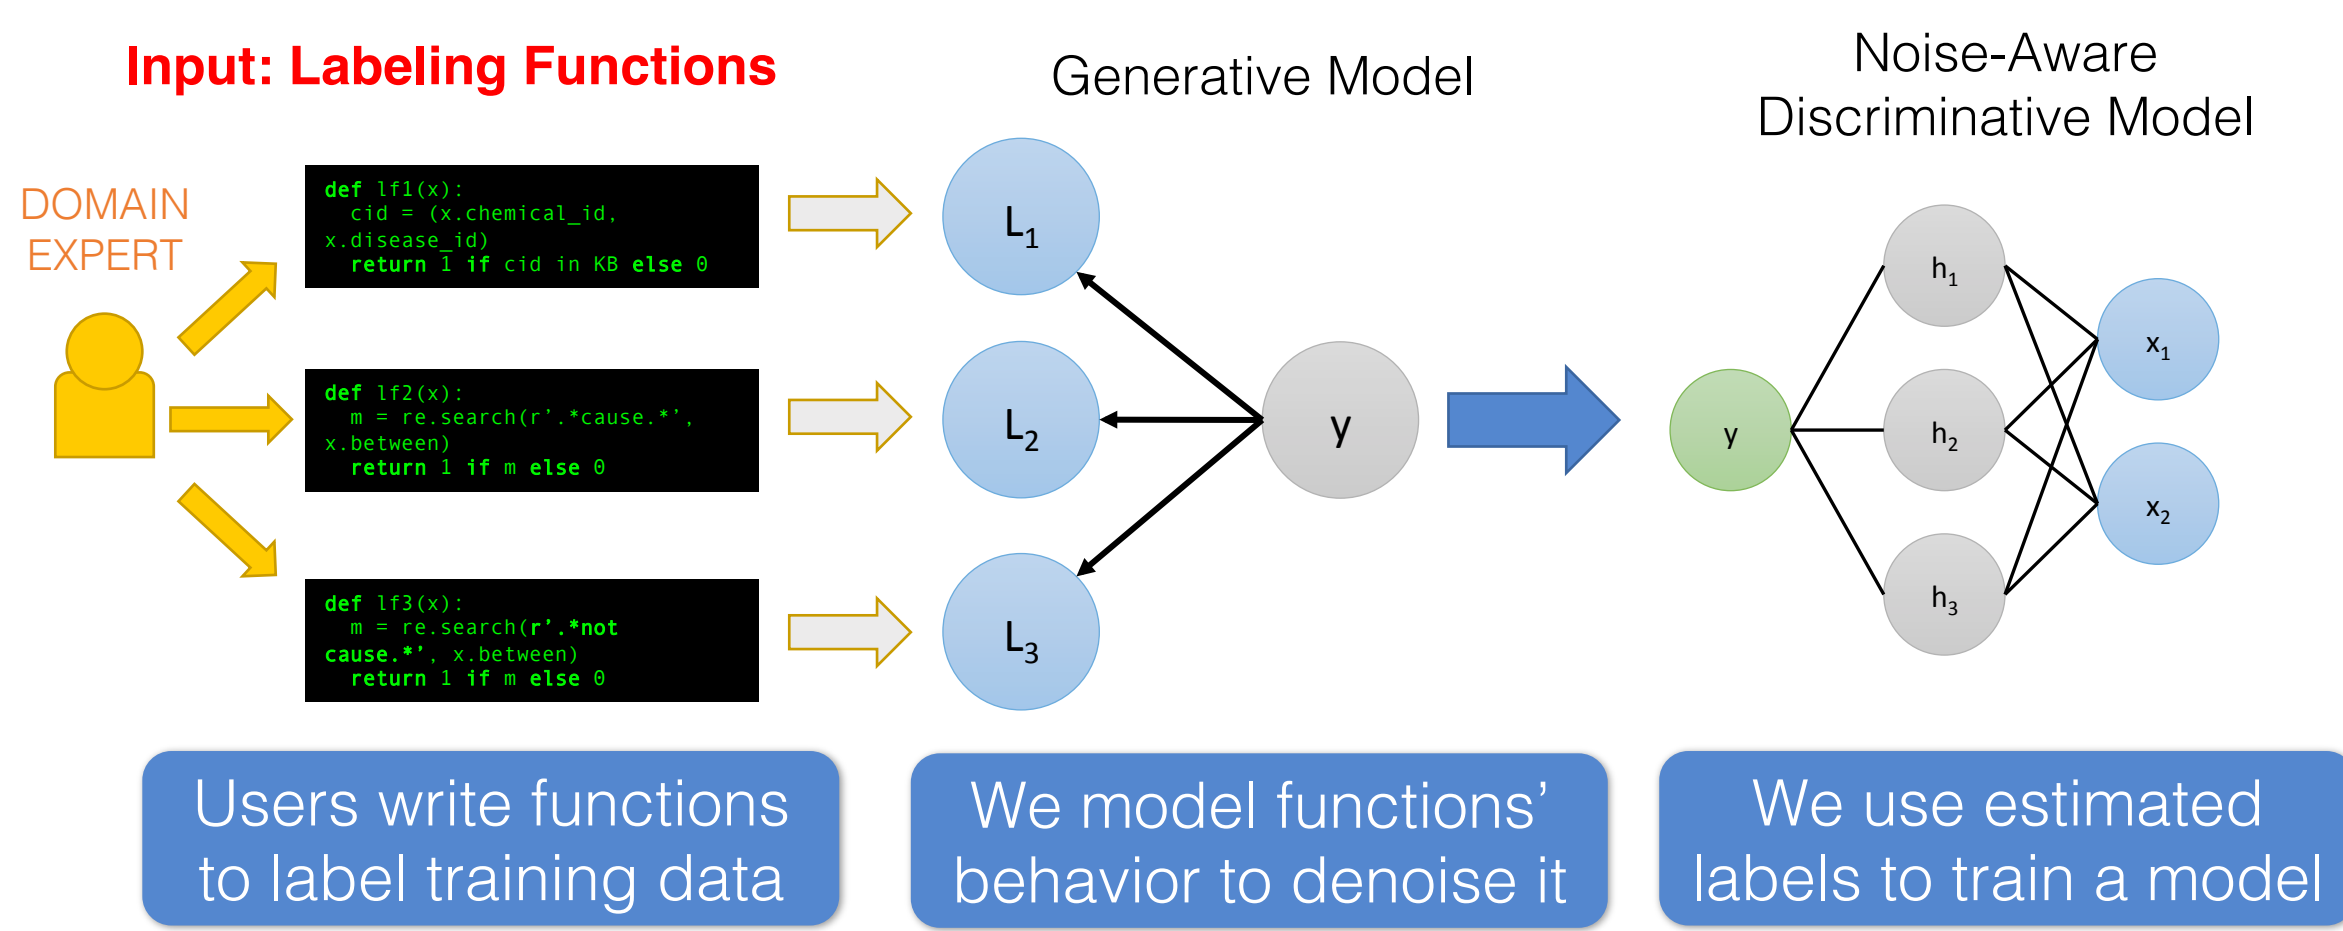 Input: Labeling Functions
Generative Model
Noise-Aware
Discriminative Model
DOMAIN
EXPERT
def lf1(x):
  cid = (x.chemical_id,
x.disease_id)
  return 1 if cid in KB else 0
def lf2(x):
  m = re.search(r’.*cause.*’,
x.between)
  return 1 if m else 0
def lf3(x):
  m = re.search(r’.*not
cause.*’, x.between)
  return 1 if m else 0
L₁
L₂
L₃
y
y
h₁
h₂
h₃
x₁
x₂
Users write functions
to label training data
We model functions’
behavior to denoise it
We use estimated
labels to train a model